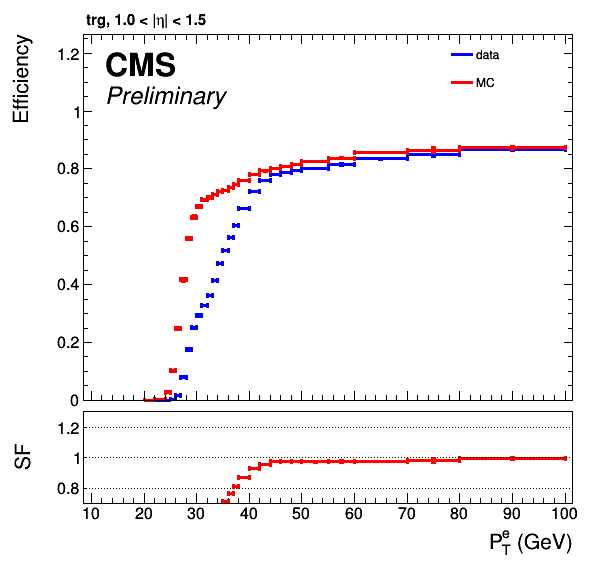 trg, 1.0 < |η| < 1.5
Efficiency
CMS
Preliminary
data
MC
1.2
1
0.8
0.6
0.4
0.2
0
SF
1.2
1
0.8
10 20 30 40 50 60 70 80 90 100
P_T^e (GeV)